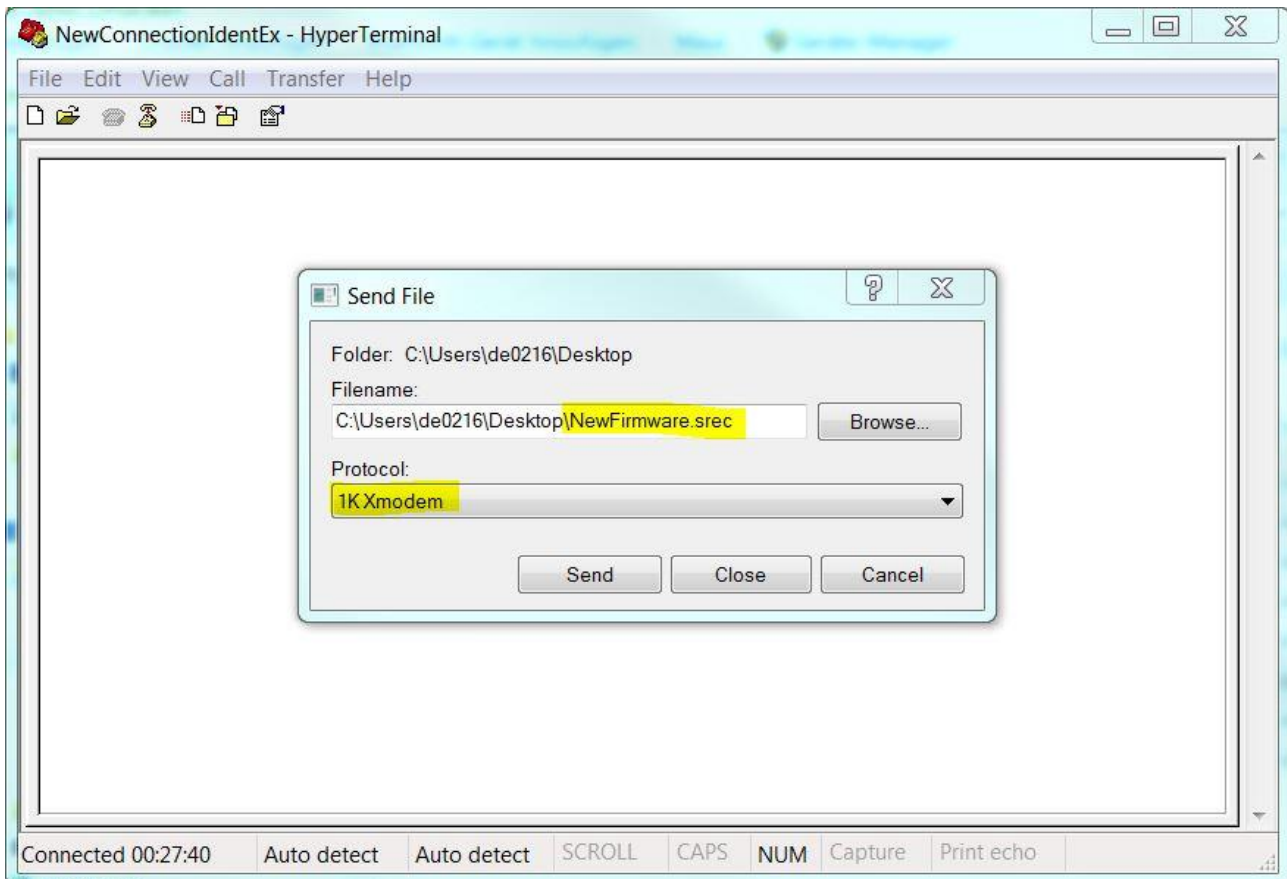 NewConnectionIdentEx - HyperTerminal
File Edit View Call Transfer Help
Send File
Folder: C:\Users\de0216\Desktop
Filename:
C:\Users\de0216\Desktop\NewFirmware.srec Browse...
Protocol:
1K Xmodem
Send Close Cancel
Connected 00:27:40 Auto detect Auto detect SCROLL CAPS NUM Capture Print echo